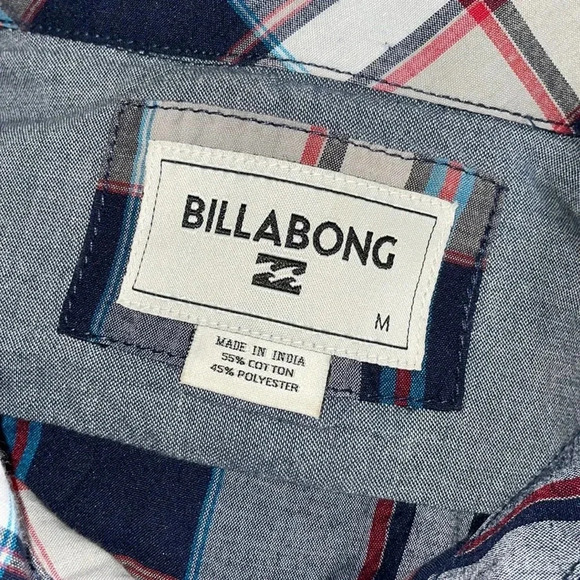 BILLABONG
M
MADE IN INDIA
55% COTTON
45% POLYESTER